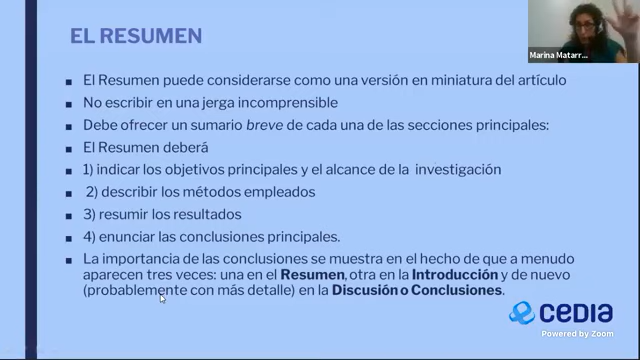 EL RESUMEN
Marina Matarr...
■ El Resumen puede considerarse como una versión en miniatura del artículo
■ No escribir en una jerga incomprensible
■ Debe ofrecer un sumario breve de cada una de las secciones principales:
■ El Resumen deberá
■ 1) indicar los objetivos principales y el alcance de la investigación
■ 2) describir los métodos empleados
■ 3) resumir los resultados
■ 4) enunciar las conclusiones principales.
■ La importancia de las conclusiones se muestra en el hecho de que a menudo
aparecen tres veces: una en el Resumen, otra en la Introducción y de nuevo
(probablemente con más detalle) en la Discusión o Conclusiones.
CEDIA
Powered by Zoom